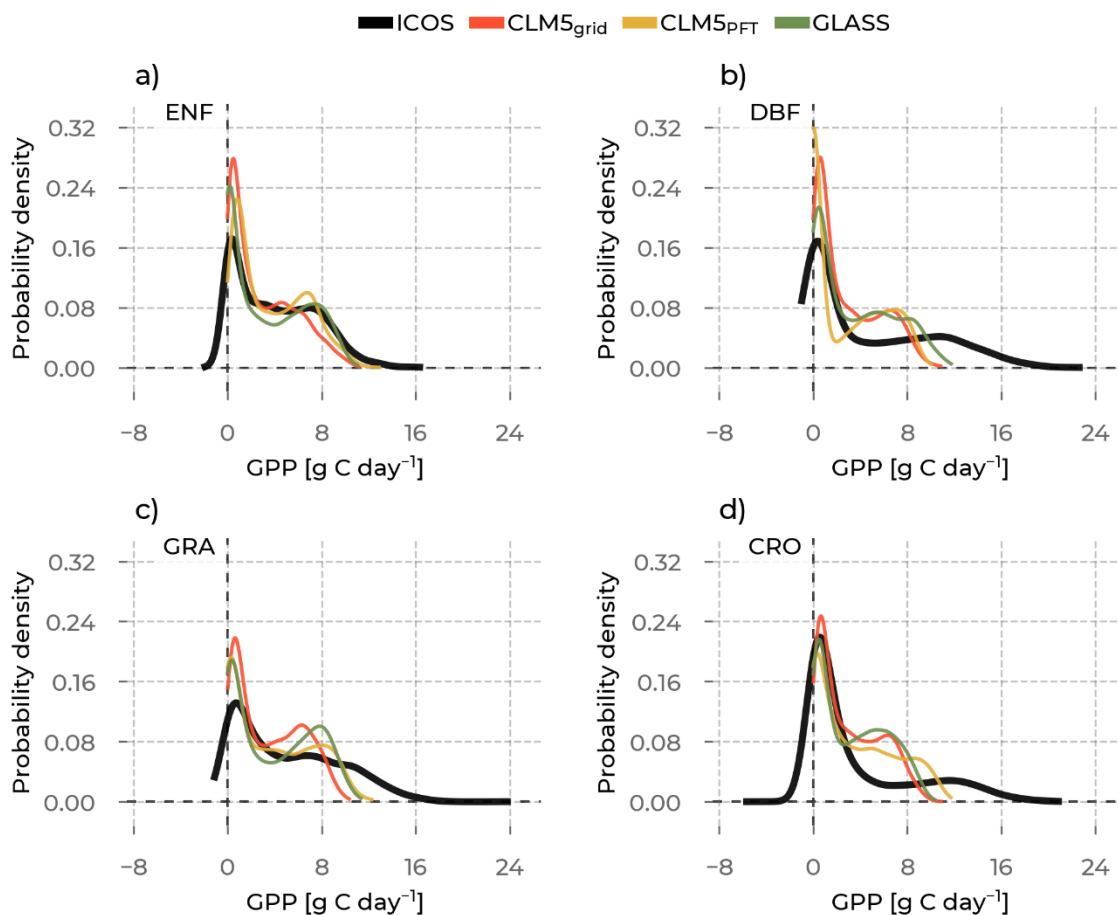 ICOS CLM5grid CLM5PFT GLASS
a) b)
ENF DBF
Probability density Probability density
0.32 0.32
0.24 0.24
0.16 0.16
0.08 0.08
0.00 0.00
−8 0 8 16 24 −8 0 8 16 24
GPP [g C day⁻¹] GPP [g C day⁻¹]
c) d)
GRA CRO
Probability density Probability density
0.32 0.32
0.24 0.24
0.16 0.16
0.08 0.08
0.00 0.00
−8 0 8 16 24 −8 0 8 16 24
GPP [g C day⁻¹] GPP [g C day⁻¹]